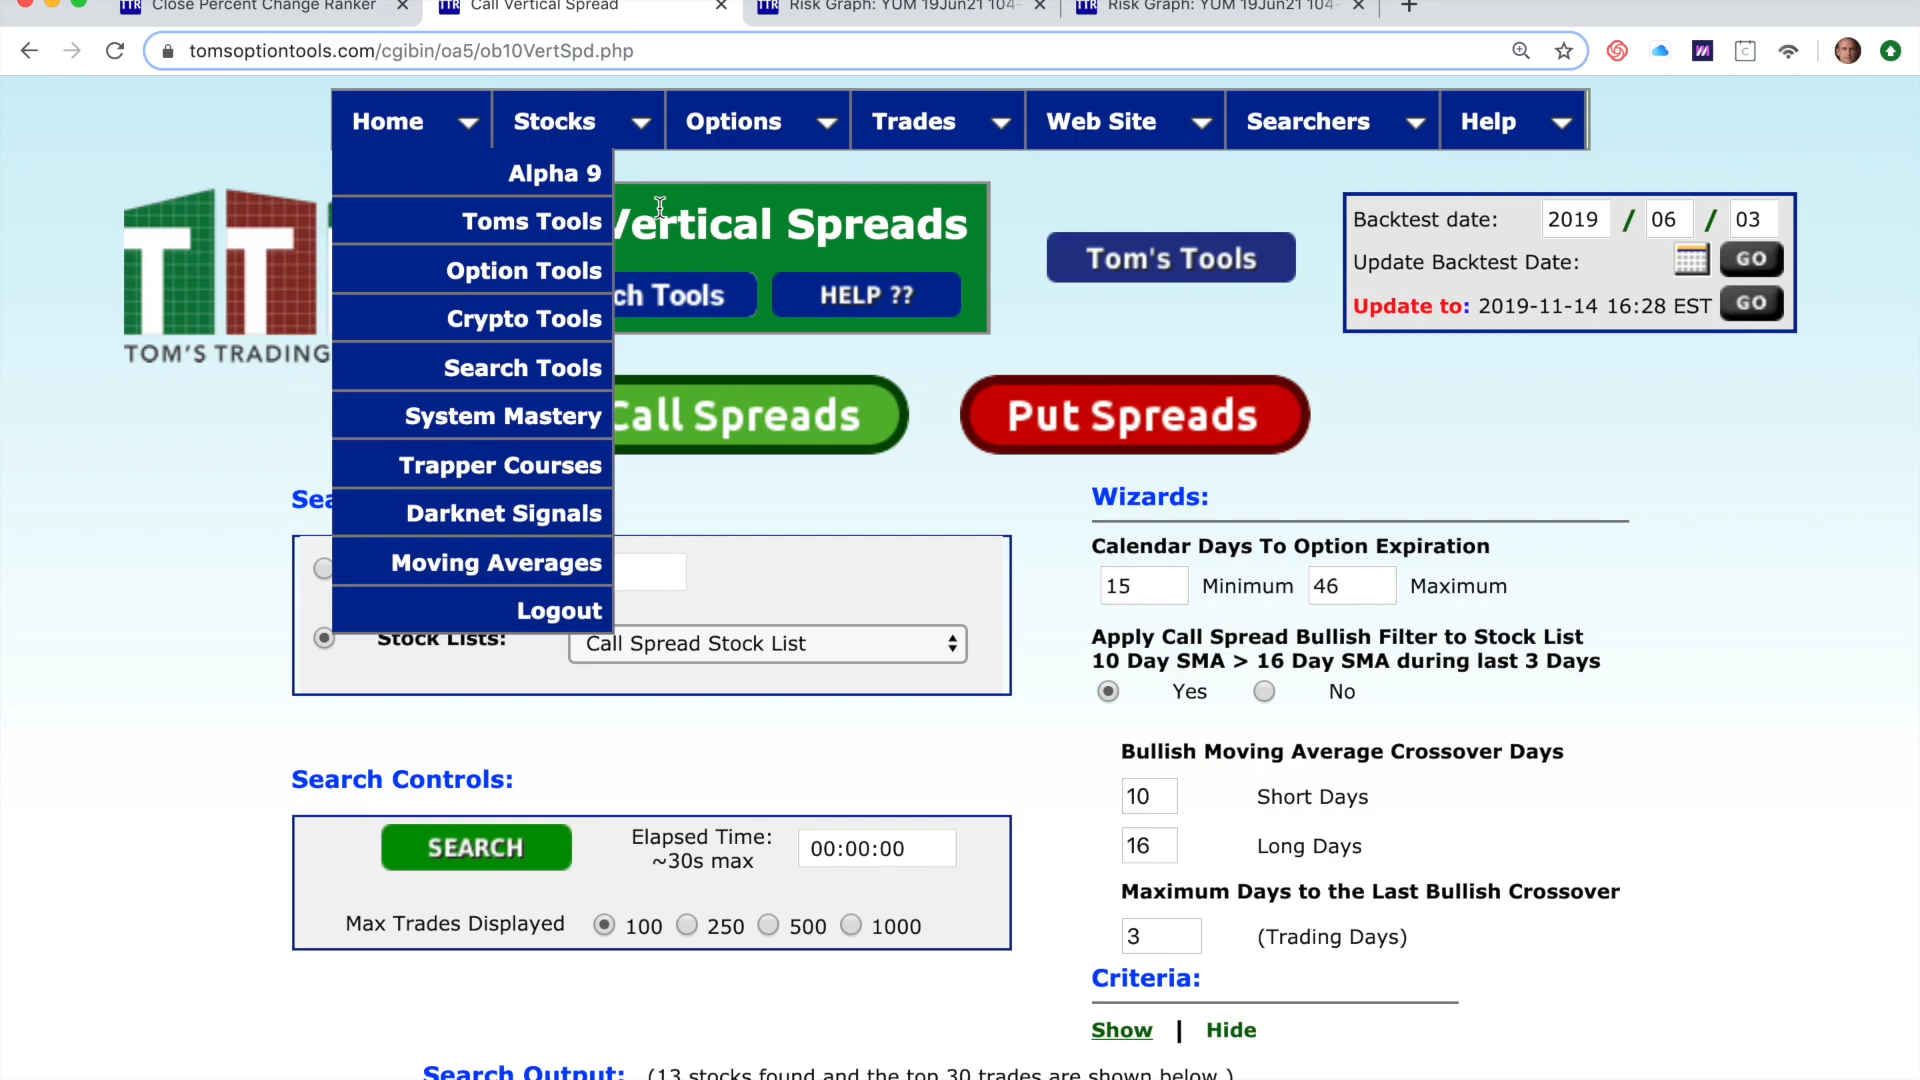 TTR Close Percent Change Ranker
TTR Call Vertical Spread
TTR Risk Graph: YUM 19Jun21 104-
TTR Risk Graph: YUM 19Jun21 104-
tomsoptiontools.com/cgibin/oa5/ob10VertSpd.php
Home Stocks Options Trades Web Site Searchers Help
Alpha 9
Toms Tools
Option Tools
Crypto Tools
Search Tools
System Mastery
Trapper Courses
Darknet Signals
Moving Averages
Logout
TT
TOM'S TRADING
Vertical Spreads
ch Tools
HELP ??
Tom's Tools
Backtest date: 2019 / 06 / 03
Update Backtest Date: GO
Update to: 2019-11-14 16:28 EST GO
Call Spreads
Put Spreads
Sea
Stock Lists: Call Spread Stock List
Search Controls:
SEARCH
Elapsed Time:
~30s max
00:00:00
Max Trades Displayed 100 250 500 1000
Wizards:
Calendar Days To Option Expiration
15 Minimum 46 Maximum
Apply Call Spread Bullish Filter to Stock List
10 Day SMA > 16 Day SMA during last 3 Days
Yes No
Bullish Moving Average Crossover Days
10 Short Days
16 Long Days
Maximum Days to the Last Bullish Crossover
3 (Trading Days)
Criteria:
Show | Hide
Search Output: (13 stocks found and the top 30 trades are shown below.)